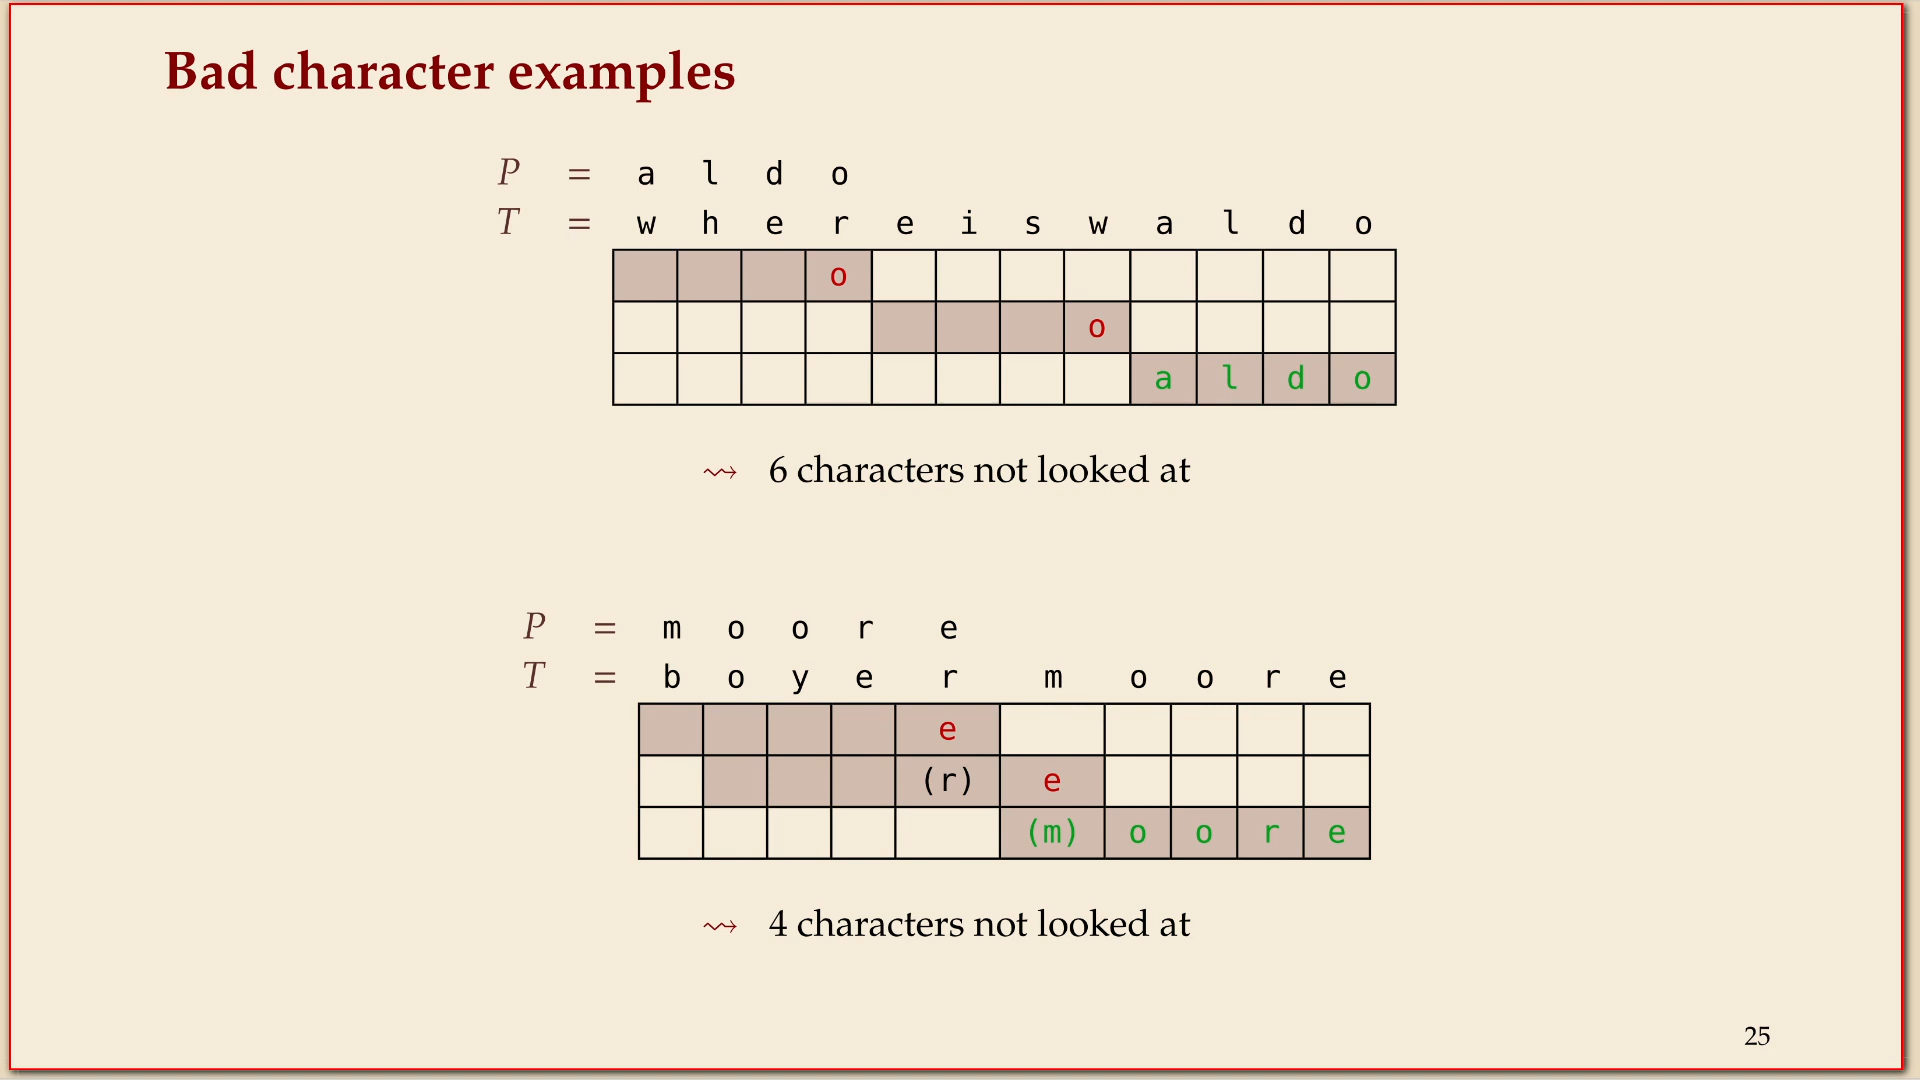 Bad character examples
P = a l d o
T = w h e r e i s w a l d o
o
o
a l d o
⇝ 6 characters not looked at
P = m o o r e
T = b o y e r m o o r e
e
(r) e
(m) o o r e
⇝ 4 characters not looked at
25